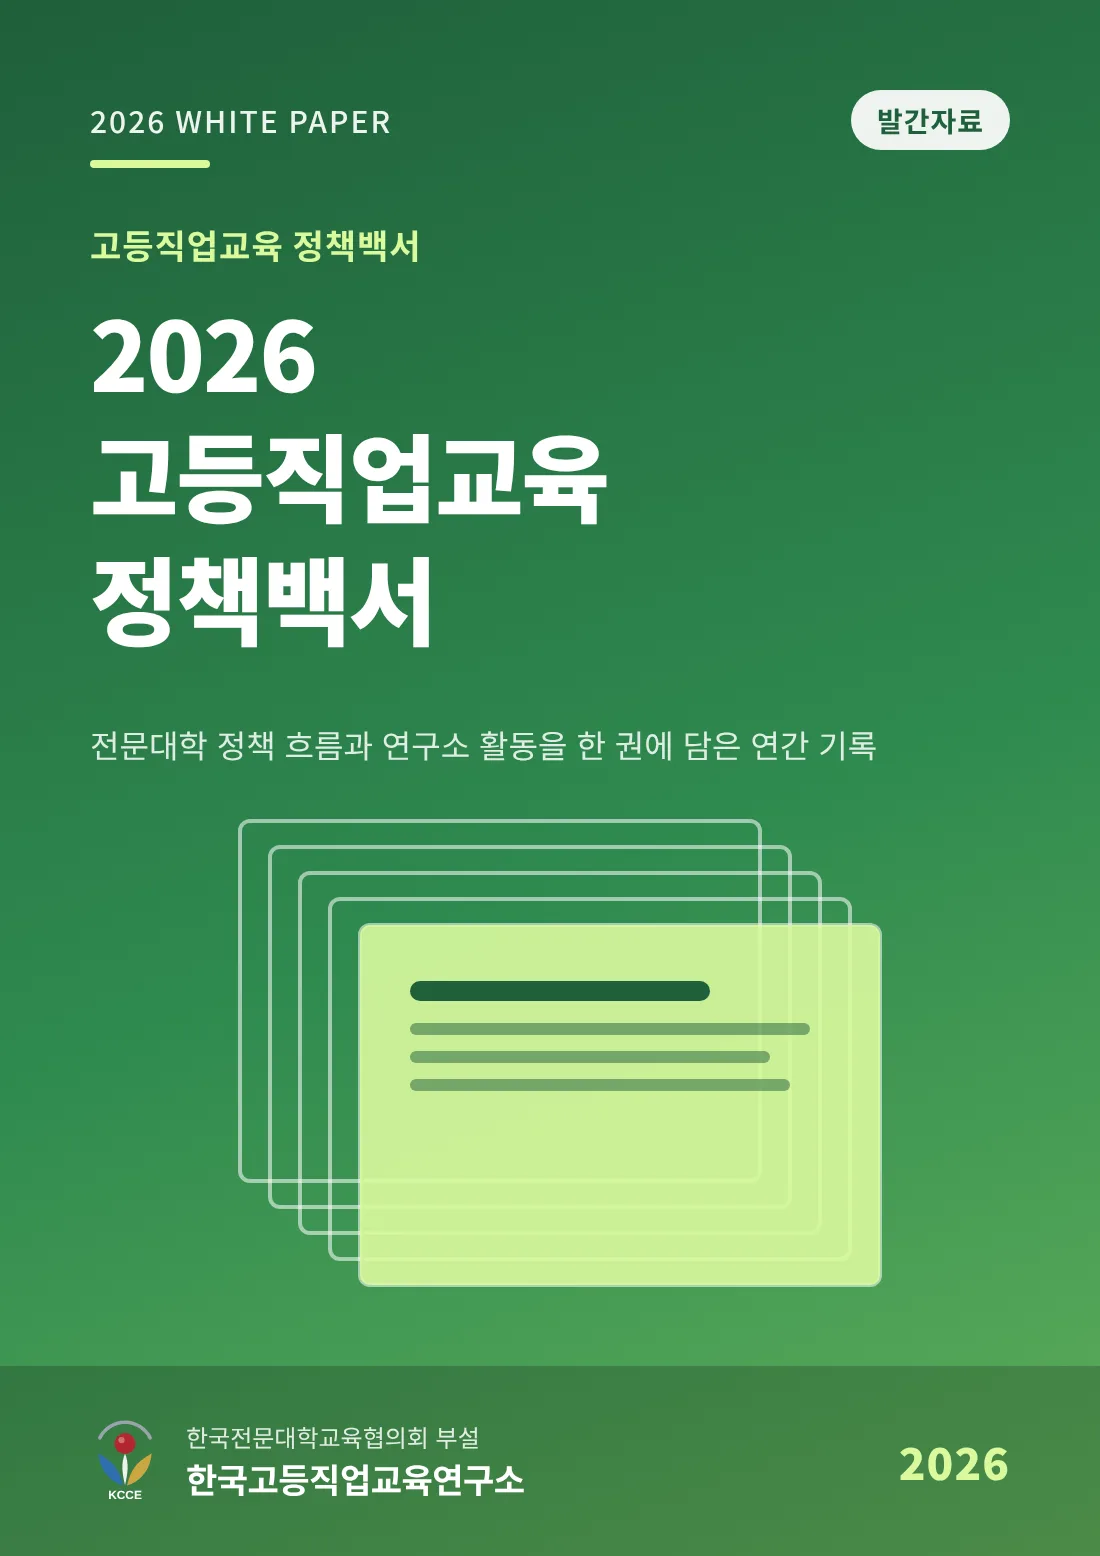 2026 WHITE PAPER
발간자료
고등직업교육 정책백서
2026
고등직업교육
정책백서
전문대학 정책 흐름과 연구소 활동을 한 권에 담은 연간 기록
KCCE
한국전문대학교육협의회 부설
한국고등직업교육연구소
2026